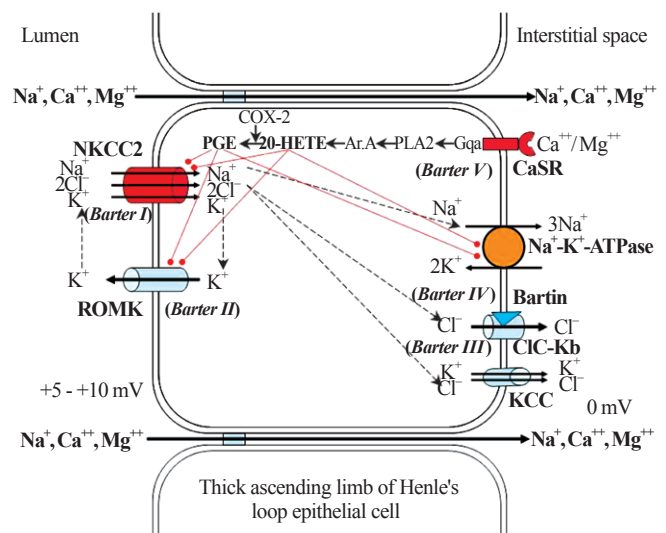 Lumen
Interstitial space
Na⁺, Ca⁺⁺, Mg⁺⁺
Na⁺, Ca⁺⁺, Mg⁺⁺
COX-2
NKCC2
PGE
20-HETE
Ar.A
PLA2
Gqa
Ca⁺⁺/Mg⁺⁺
(Barter V)
CaSR
Na⁺
2Cl⁻
K⁺
(Barter I)
Na⁺
2Cl⁻
K⁺
Na⁺
3Na⁺
Na⁺-K⁺-ATPase
2K⁺
K⁺
K⁺
ROMK
(Barter II)
(Barter IV)
Bartin
Cl⁻
Cl⁻
(Barter III)
ClC-Kb
K⁺
Cl⁻
K⁺
Cl⁻
KCC
+5 - +10 mV
0 mV
Na⁺, Ca⁺⁺, Mg⁺⁺
Na⁺, Ca⁺⁺, Mg⁺⁺
Thick ascending limb of Henle's
loop epithelial cell